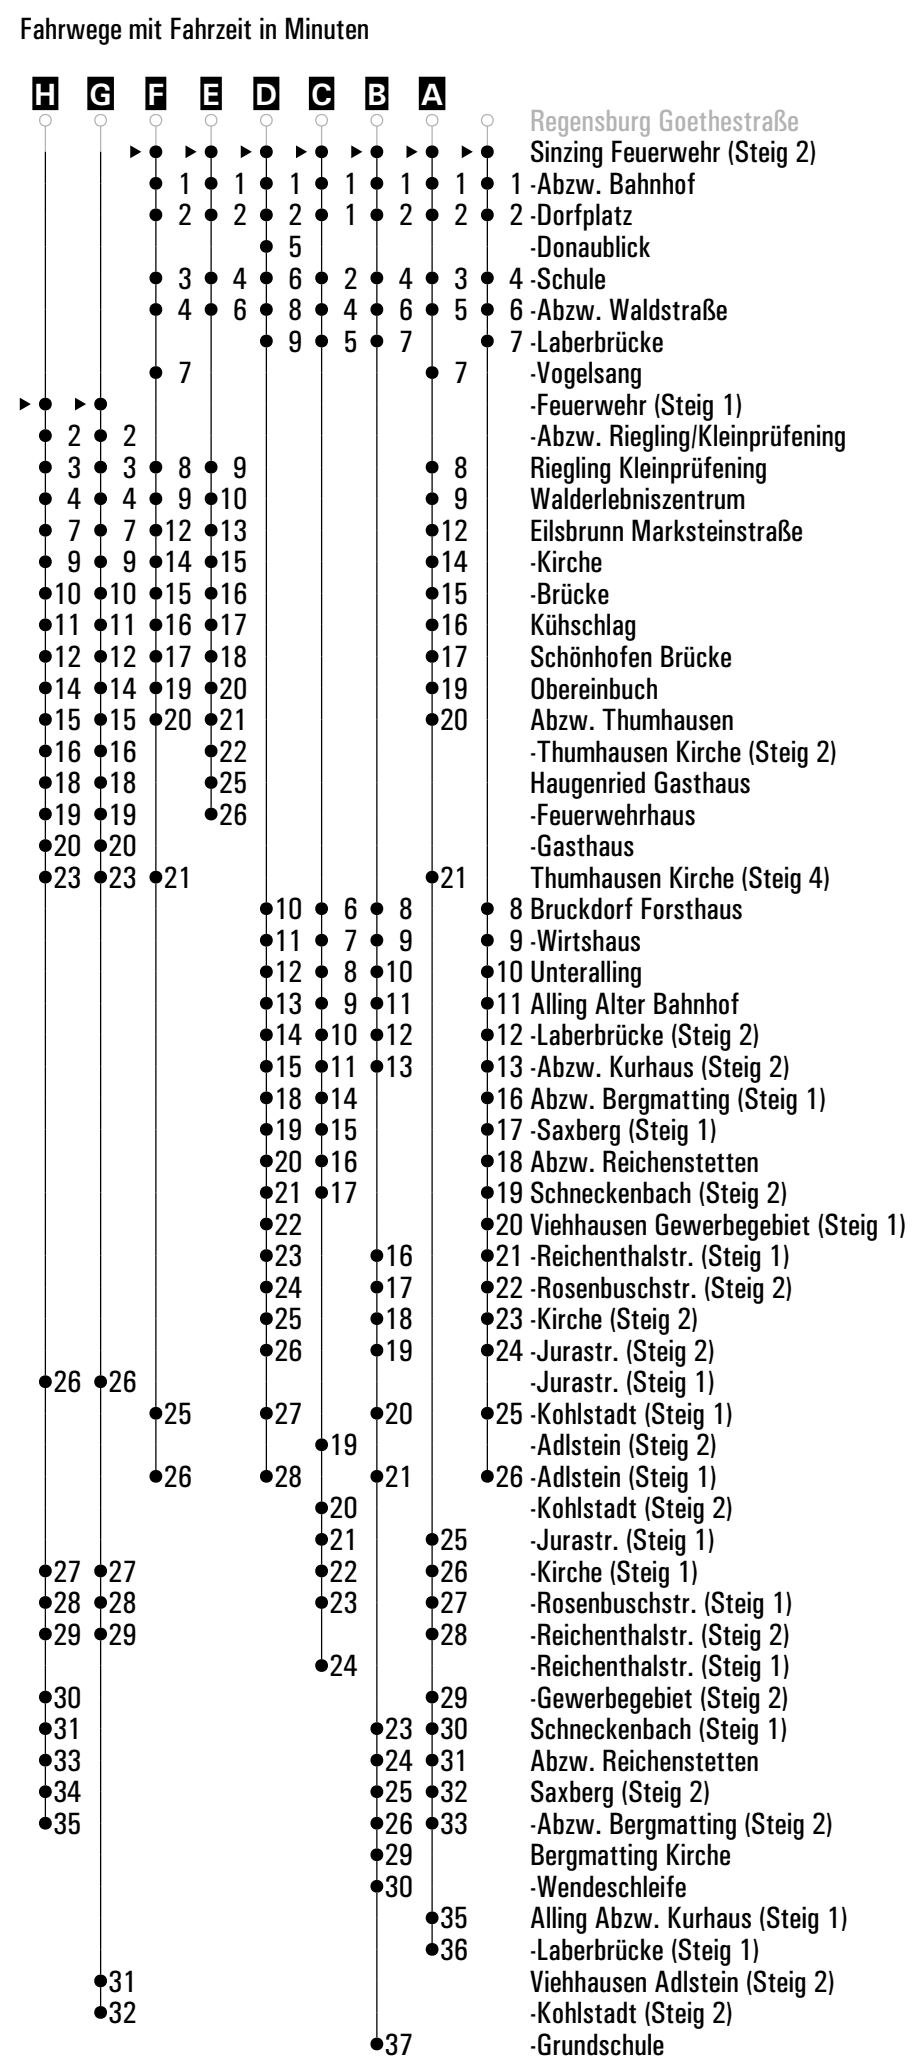 Fahrwege mit Fahrzeit in Minuten
H G F E D C B A
Regensburg Goethestraße
Sinzing Feuerwehr (Steig 2)
1 1 1 1 1 1 1 -Abzw. Bahnhof
2 2 2 1 2 2 2 -Dorfplatz
5 -Donaublick
3 4 6 2 4 3 4 -Schule
4 6 8 4 6 5 6 -Abzw. Waldstraße
9 5 7 7 -Laberbrücke
7 7 -Vogelsang
-Feuerwehr (Steig 1)
2 2 -Abzw. Riegling/Kleinprüfening
3 3 8 9 8 Riegling Kleinprüfening
4 4 9 10 9 Walderlebniszentrum
7 7 12 13 12 Eilsbrunn Marksteinstraße
9 9 14 15 14 -Kirche
10 10 15 16 15 -Brücke
11 11 16 17 16 Kühschlag
12 12 17 18 17 Schönhofen Brücke
14 14 19 20 19 Obereinbuch
15 15 20 21 20 Abzw. Thumhausen
16 16 22 -Thumhausen Kirche (Steig 2)
18 18 25 Haugenried Gasthaus
19 19 26 -Feuerwehrhaus
20 20 -Gasthaus
23 23 21 21 Thumhausen Kirche (Steig 4)
10 6 8 8 Bruckdorf Forsthaus
11 7 9 9 -Wirtshaus
12 8 10 10 Unteralling
13 9 11 11 Alling Alter Bahnhof
14 10 12 12 -Laberbrücke (Steig 2)
15 11 13 13 -Abzw. Kurhaus (Steig 2)
18 14 16 Abzw. Bergmatting (Steig 1)
19 15 17 -Saxberg (Steig 1)
20 16 18 Abzw. Reichenstetten
21 17 19 Schneckenbach (Steig 2)
22 20 Viehhausen Gewerbegebiet (Steig 1)
23 16 21 -Reichenthalstr. (Steig 1)
24 17 22 -Rosenbuschstr. (Steig 2)
25 18 23 -Kirche (Steig 2)
26 19 24 -Jurastr. (Steig 2)
26 26 -Jurastr. (Steig 1)
25 27 20 25 -Kohlstadt (Steig 1)
19 -Adlstein (Steig 2)
26 28 21 26 -Adlstein (Steig 1)
20 -Kohlstadt (Steig 2)
21 25 -Jurastr. (Steig 1)
27 27 22 26 -Kirche (Steig 1)
28 28 23 27 -Rosenbuschstr. (Steig 1)
29 29 28 -Reichenthalstr. (Steig 2)
24 -Reichenthalstr. (Steig 1)
30 29 -Gewerbegebiet (Steig 2)
31 23 30 Schneckenbach (Steig 1)
33 24 31 Abzw. Reichenstetten
34 25 32 Saxberg (Steig 2)
35 26 33 -Abzw. Bergmatting (Steig 2)
29 Bergmatting Kirche
30 -Wendeschleife
35 Alling Abzw. Kurhaus (Steig 1)
36 -Laberbrücke (Steig 1)
31 Viehhausen Adlstein (Steig 2)
32 -Kohlstadt (Steig 2)
37 -Grundschule